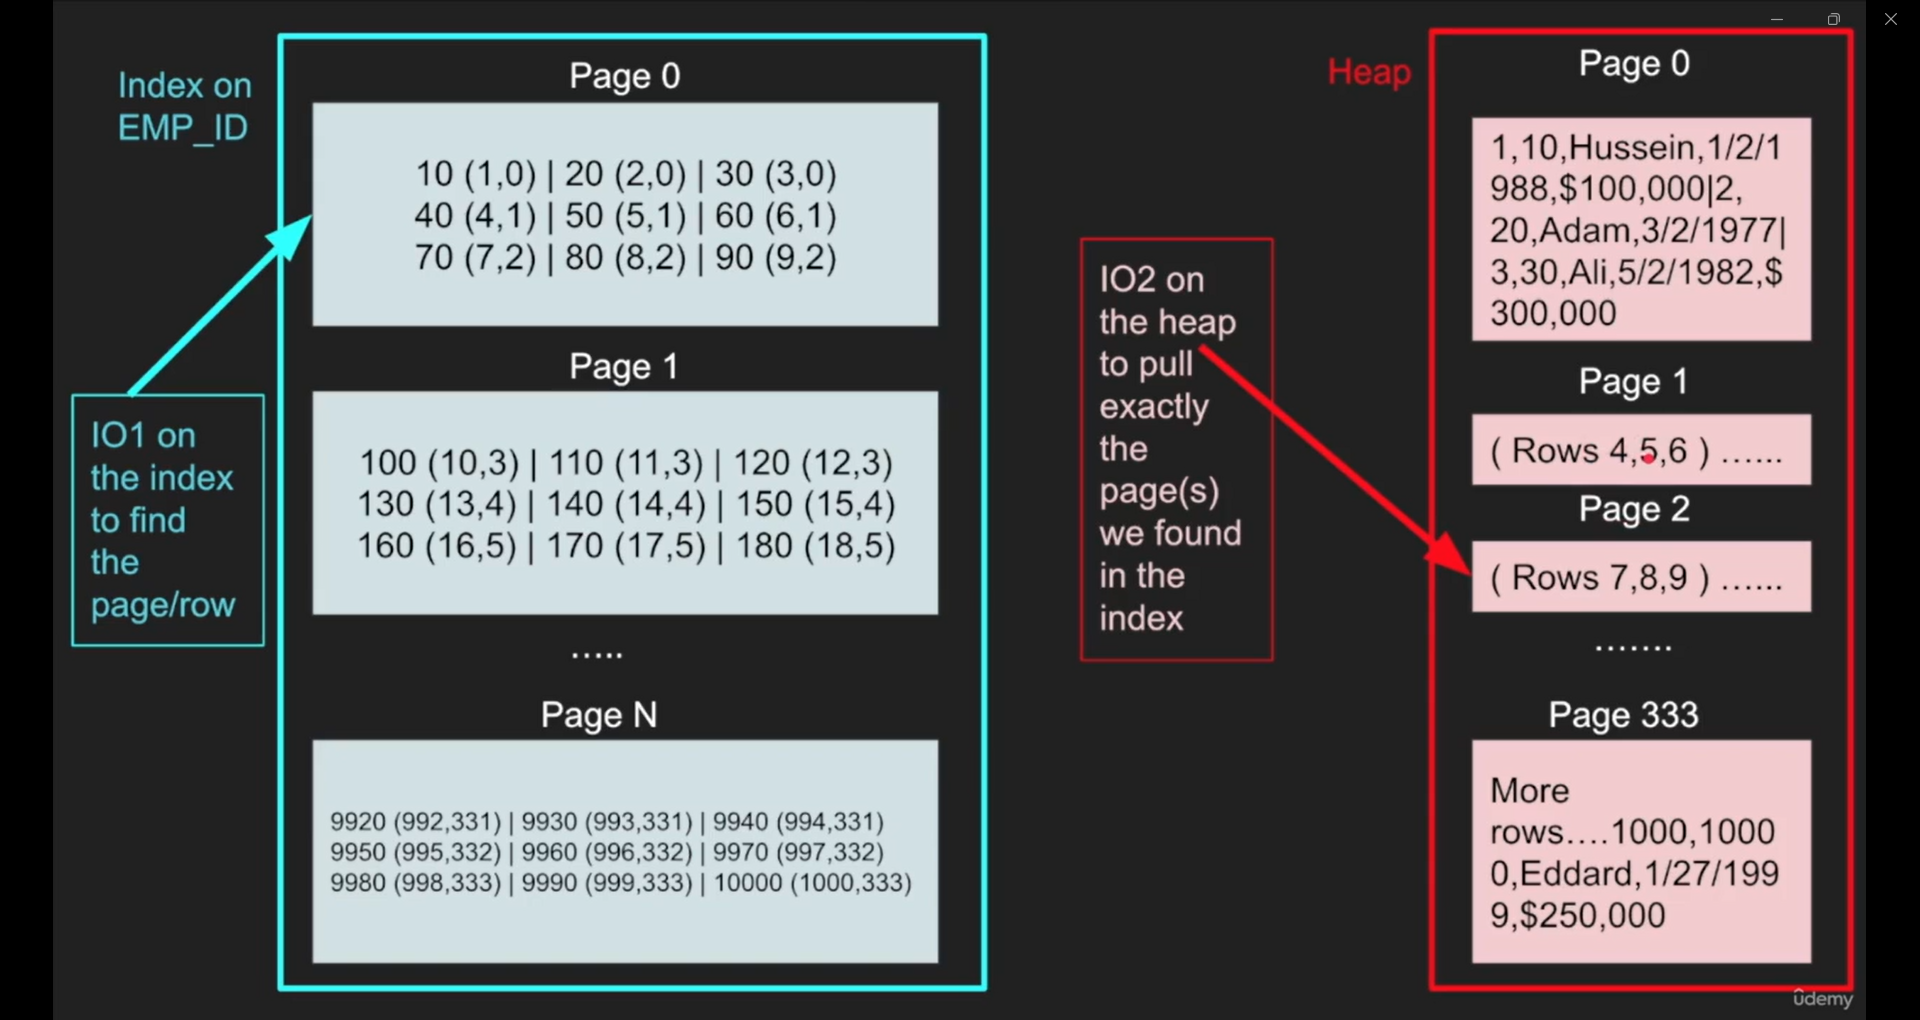 Index on
EMP_ID
Page 0
10 (1,0) | 20 (2,0) | 30 (3,0)
40 (4,1) | 50 (5,1) | 60 (6,1)
70 (7,2) | 80 (8,2) | 90 (9,2)
IO1 on
the index
to find
the
page/row
Page 1
100 (10,3) | 110 (11,3) | 120 (12,3)
130 (13,4) | 140 (14,4) | 150 (15,4)
160 (16,5) | 170 (17,5) | 180 (18,5)
.....
Page N
9920 (992,331) | 9930 (993,331) | 9940 (994,331)
9950 (995,332) | 9960 (996,332) | 9970 (997,332)
9980 (998,333) | 9990 (999,333) | 10000 (1000,333)
IO2 on
the heap
to pull
exactly
the
page(s)
we found
in the
index
Heap
Page 0
1,10,Hussein,1/2/1
988,$100,000|2,
20,Adam,3/2/1977|
3,30,Ali,5/2/1982,$
300,000
Page 1
( Rows 4,5,6 ) ......
Page 2
( Rows 7,8,9 ) ......
.......
Page 333
More
rows....1000,1000
0,Eddard,1/27/199
9,$250,000
ûdemy